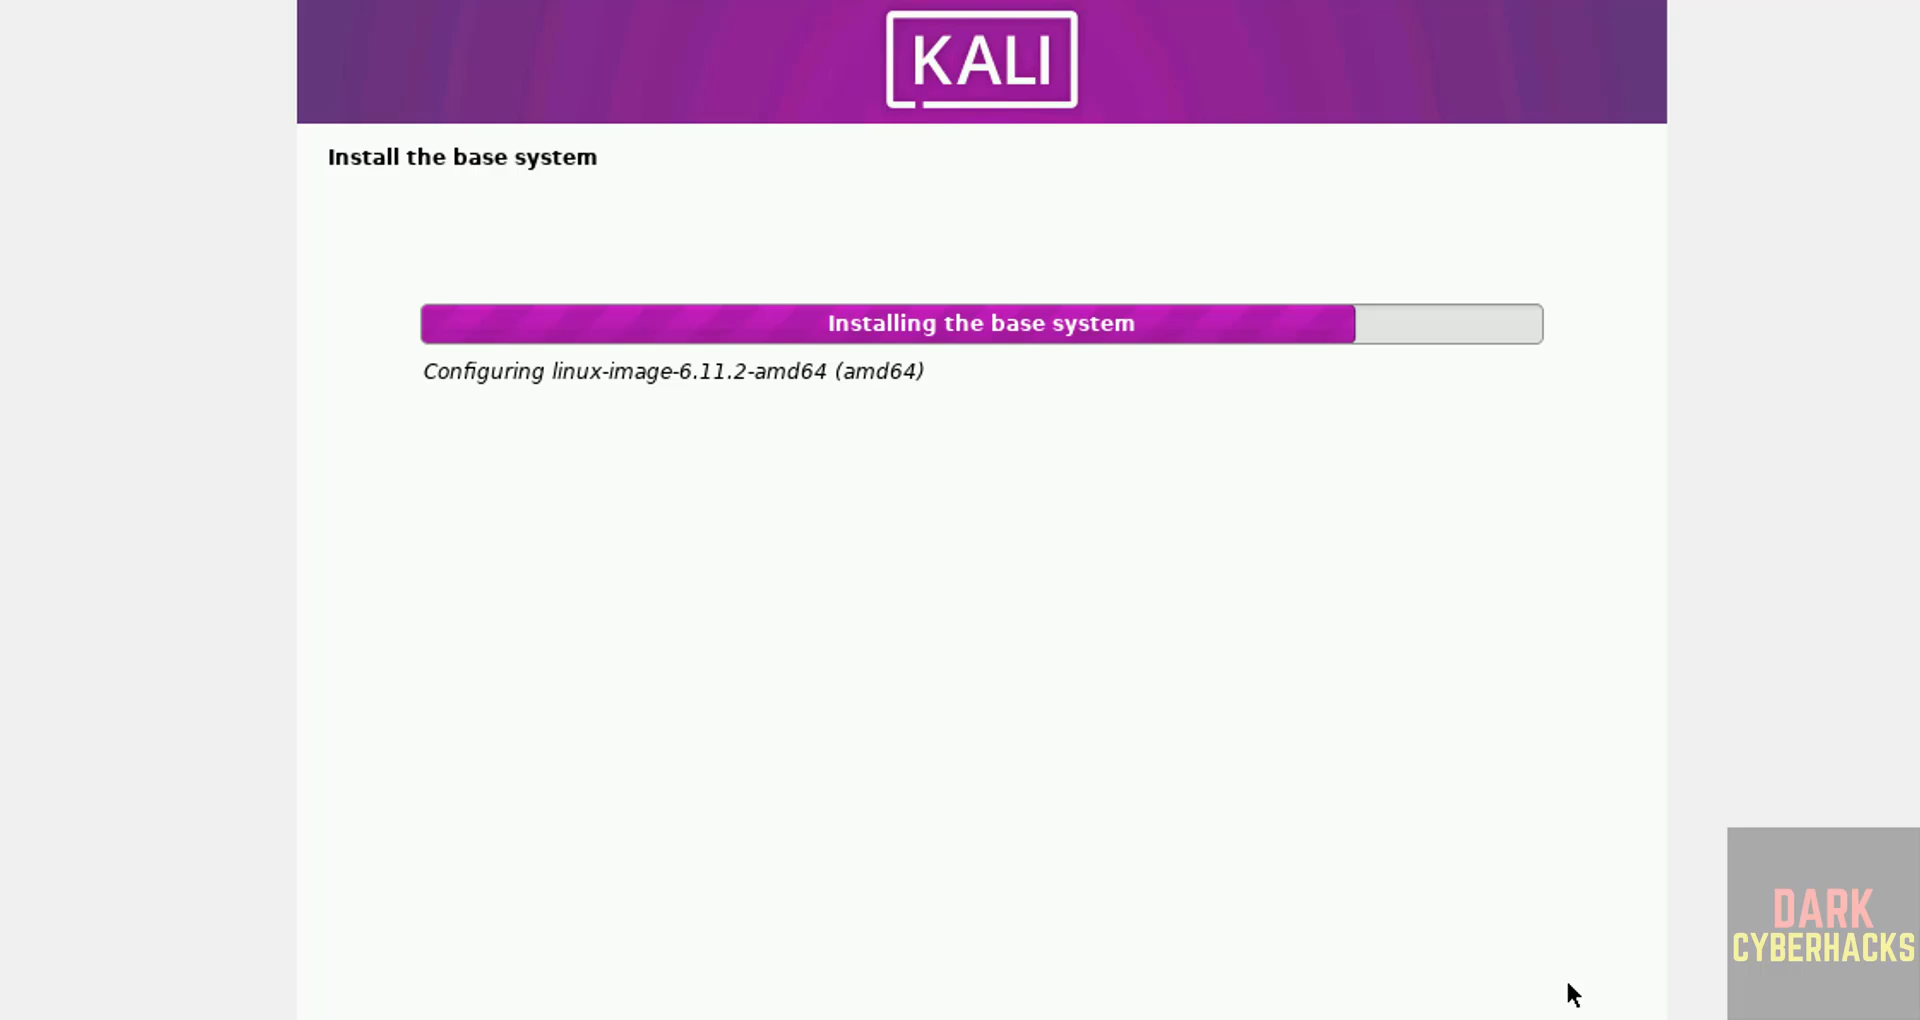 KALI
Install the base system
Installing the base system
Configuring linux-image-6.11.2-amd64 (amd64)
DARK
CYBERHACKS